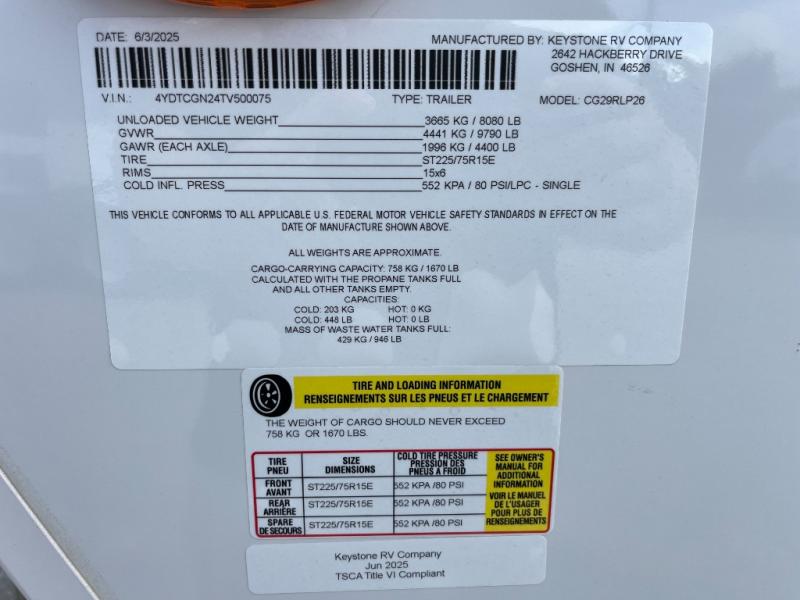 DATE: 6/3/2025 MANUFACTURED BY: KEYSTONE RV COMPANY
2642 HACKBERRY DRIVE
GOSHEN, IN 46526
V.I.N.: 4YDTCGN24TV500075 TYPE: TRAILER MODEL: CG29RLP26
UNLOADED VEHICLE WEIGHT 3665 KG / 8080 LB
GVWR 4441 KG / 9790 LB
GAWR (EACH AXLE) 1996 KG / 4400 LB
TIRE ST225/75R15E
RIMS 15x6
COLD INFL. PRESS 552 KPA / 80 PSI/LPC - SINGLE
THIS VEHICLE CONFORMS TO ALL APPLICABLE U.S. FEDERAL MOTOR VEHICLE SAFETY STANDARDS IN EFFECT ON THE
DATE OF MANUFACTURE SHOWN ABOVE.
ALL WEIGHTS ARE APPROXIMATE.
CARGO-CARRYING CAPACITY: 758 KG / 1670 LB
CALCULATED WITH THE PROPANE TANKS FULL
AND ALL OTHER TANKS EMPTY.
CAPACITIES:
COLD: 203 KG HOT: 0 KG
COLD: 448 LB HOT: 0 LB
MASS OF WASTE WATER TANKS FULL:
429 KG / 946 LB
TIRE AND LOADING INFORMATION
RENSEIGNEMENTS SUR LES PNEUS ET LE CHARGEMENT
THE WEIGHT OF CARGO SHOULD NEVER EXCEED
758 KG OR 1670 LBS.
TIRE
PNEU
SIZE
DIMENSIONS
COLD TIRE PRESSURE
PRESSION DES
PNEUS A FROID
FRONT
AVANT
ST225/75R15E
552 KPA /80 PSI
REAR
ARRIÈRE
ST225/75R15E
552 KPA /80 PSI
SPARE
DE SECOURS
ST225/75R15E
552 KPA /80 PSI
SEE OWNER'S
MANUAL FOR
ADDITIONAL
INFORMATION
VOIR LE MANUEL
DE L'USAGER
POUR PLUS DE
RENSEIGNEMENTS
Keystone RV Company
Jun 2025
TSCA Title VI Compliant